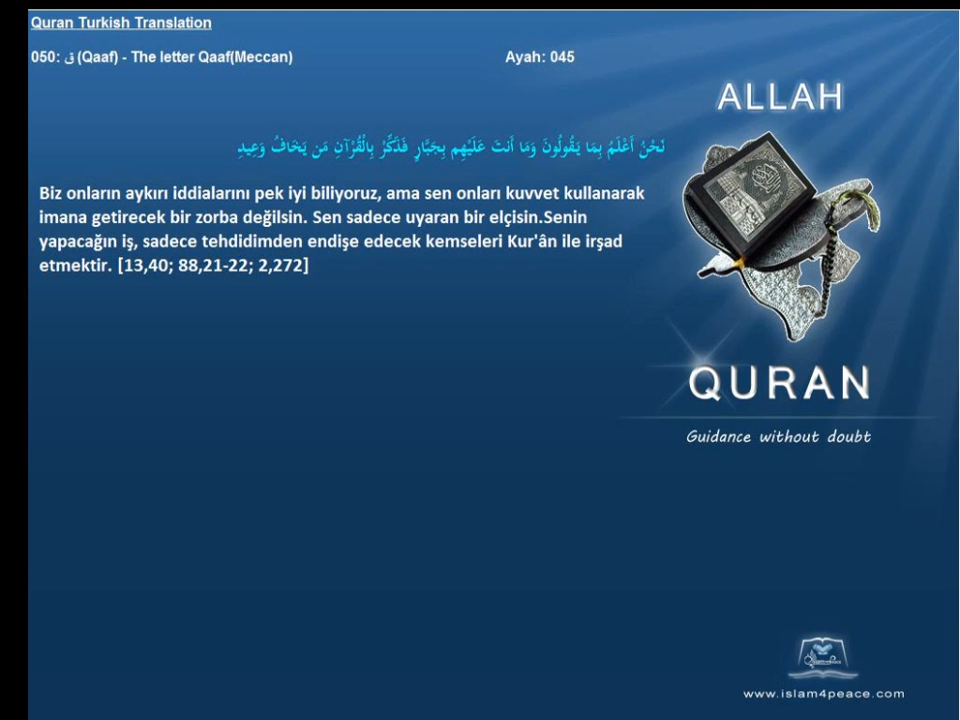 Quran Turkish Translation
050: ق (Qaaf) - The letter Qaaf(Meccan) Ayah: 045
ALLAH
نَحْنُ أَعْلَمُ بِمَا يَقُولُونَ وَمَا أَنتَ عَلَيْهِم بِجَبَّارٍ فَذَكِّرْ بِالْقُرْآنِ مَن يَخَافُ وَعِيدِ
Biz onların aykırı iddialarını pek iyi biliyoruz, ama sen onları kuvvet kullanarak
imana getirecek bir zorba değilsin. Sen sadece uyaran bir elçisin.Senin
yapacağın iş, sadece tehdidimden endişe edecek kemseleri Kur'ân ile irşad
etmektir. [13,40; 88,21-22; 2,272]
QURAN
Guidance without doubt
www.islam4peace.com